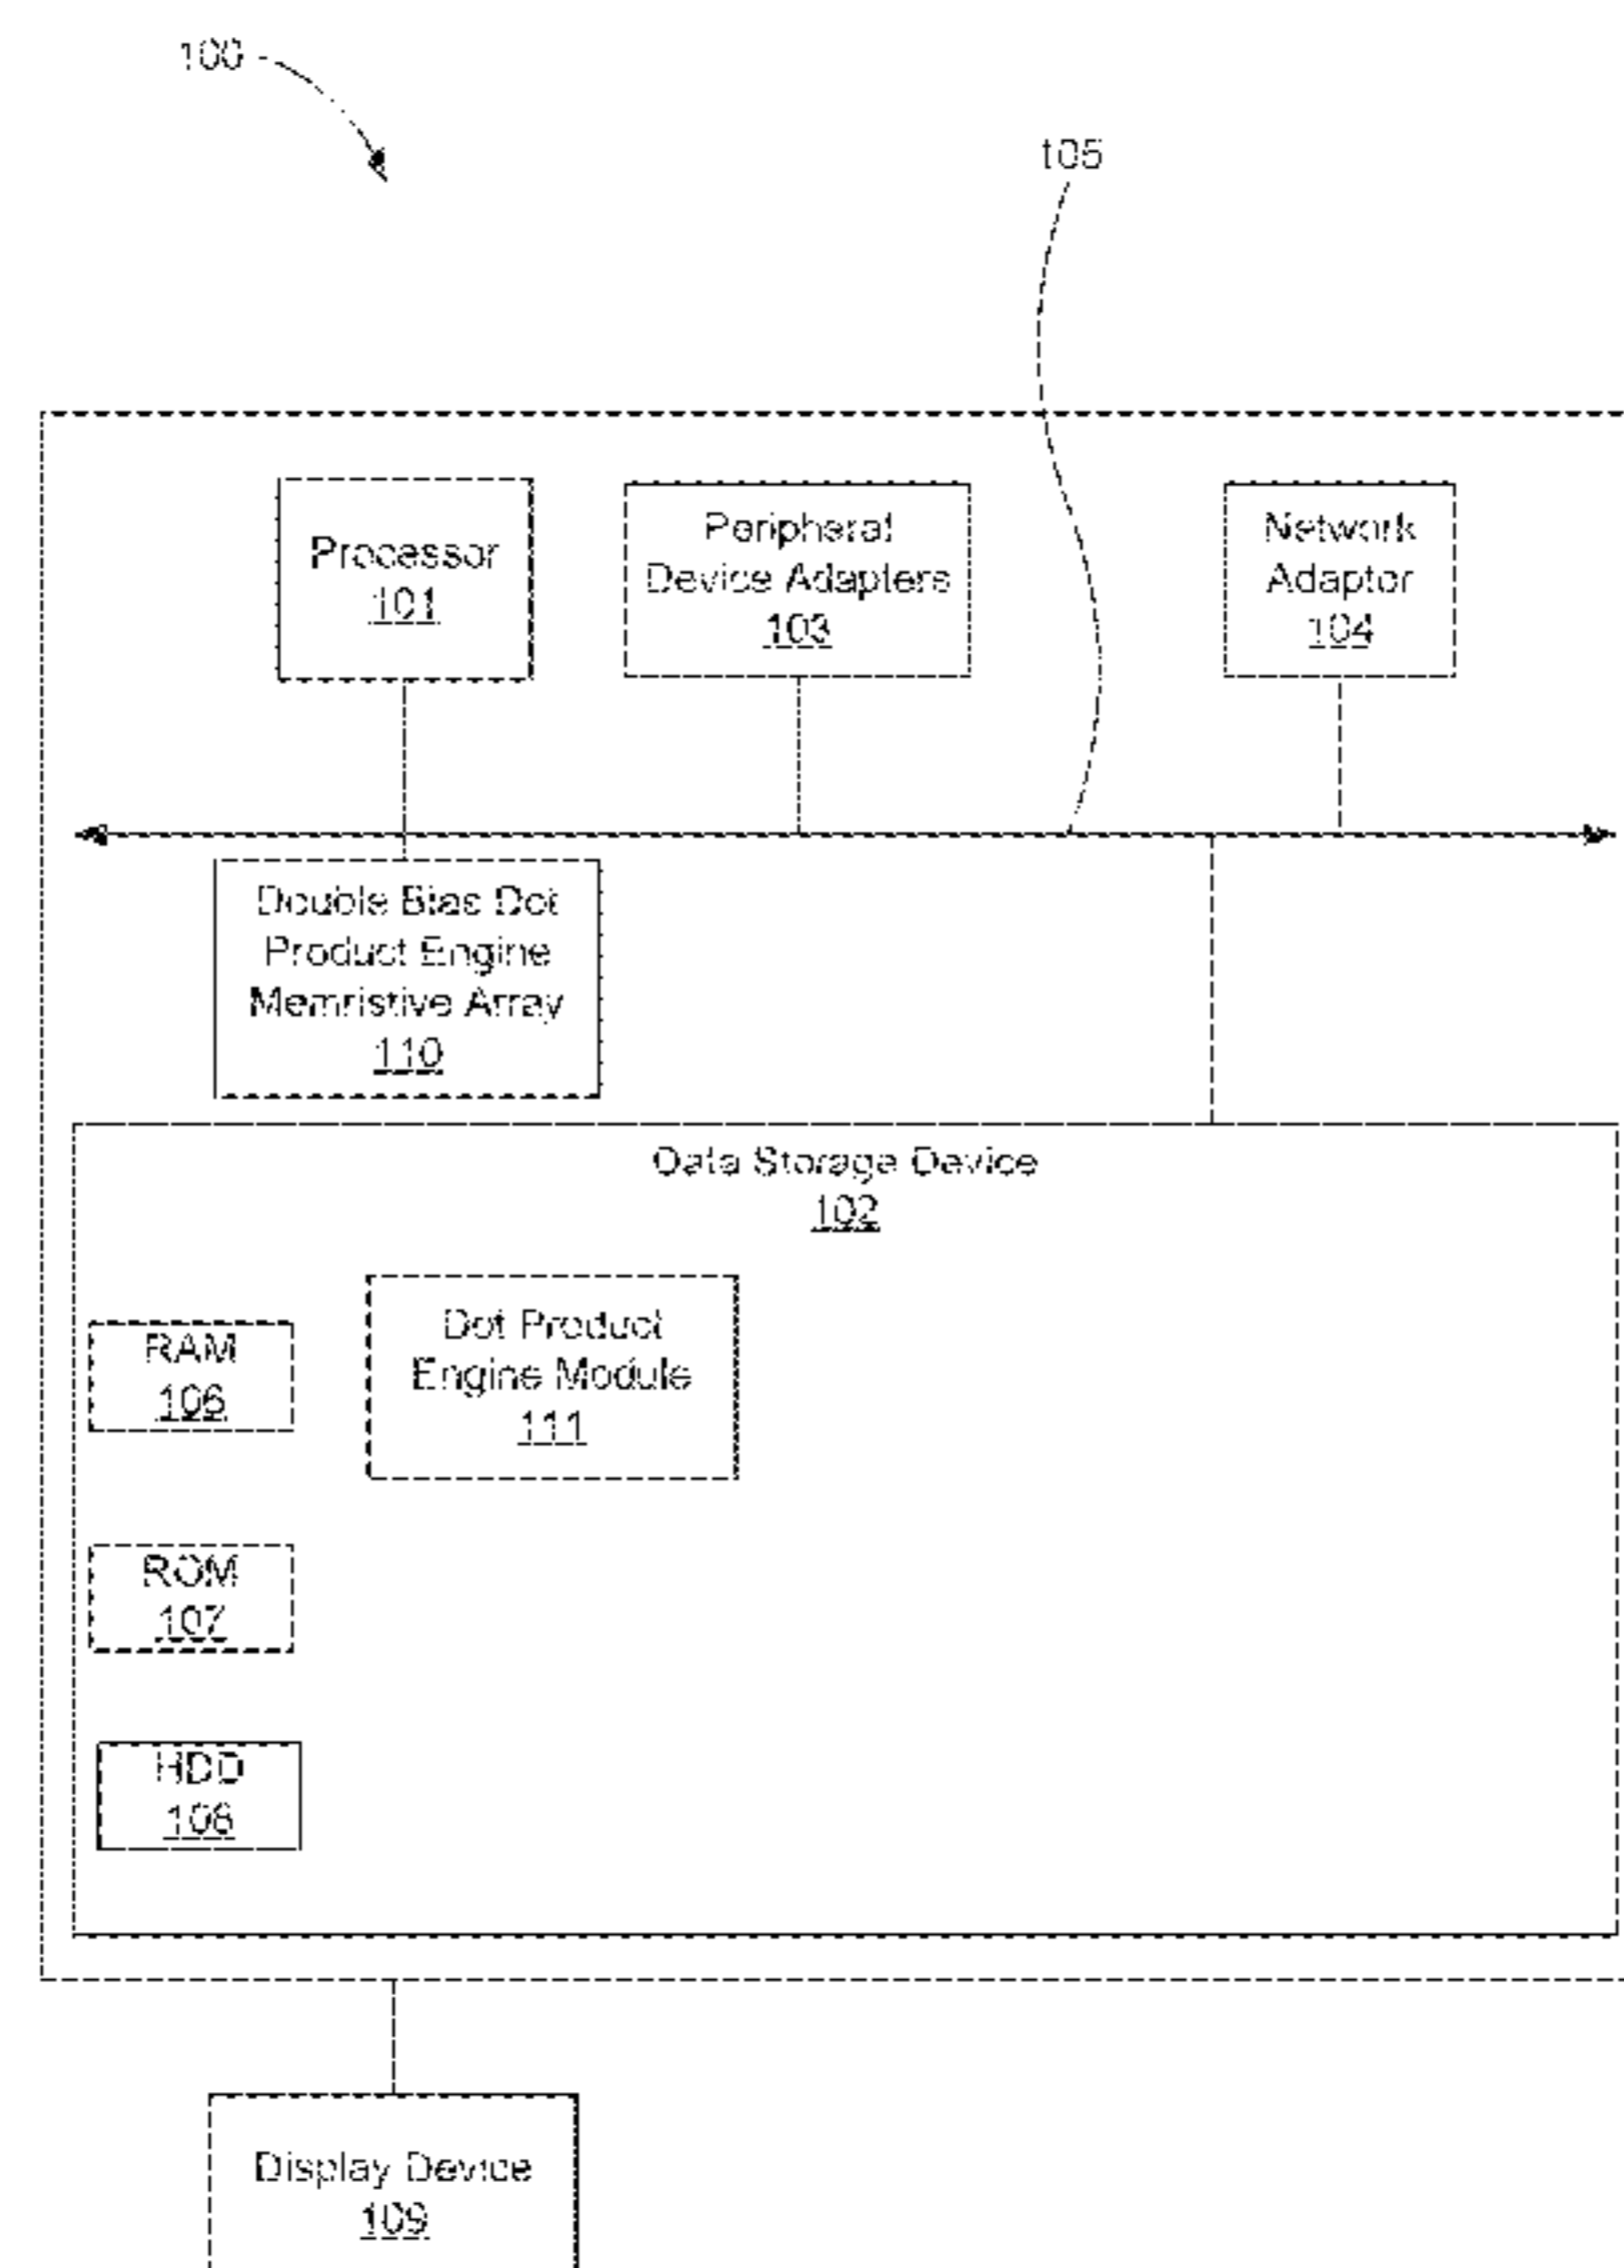 100
105
Processor
101
Peripheral
Device Adapters
103
Network
Adaptor
104
Double Bias Dot
Product Engine
Memristive Array
110
Data Storage Device
102
RAM
106
Dot Product
Engine Module
111
ROM
107
HDD
108
Display Device
109